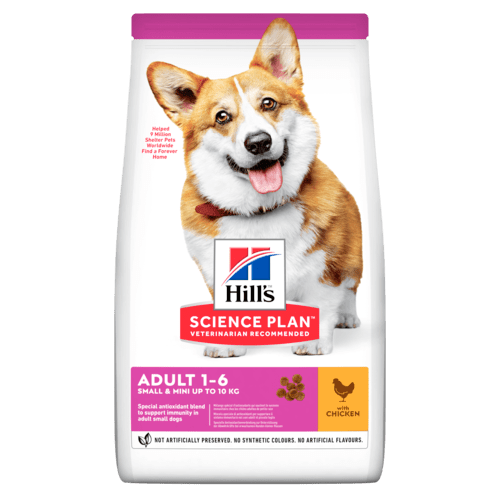 Helped
9 Million
Shelter Pets
Worldwide
Find a Forever
Home
Hill's
SCIENCE PLAN™
VETERINARIAN RECOMMENDED
ADULT 1-6
SMALL & MINI UP TO 10 KG
Special antioxidant blend
to support immunity in
adult small dogs
with
CHICKEN
NOT ARTIFICIALLY PRESERVED. NO SYNTHETIC COLOURS. NO ARTIFICIAL FLAVOURS.